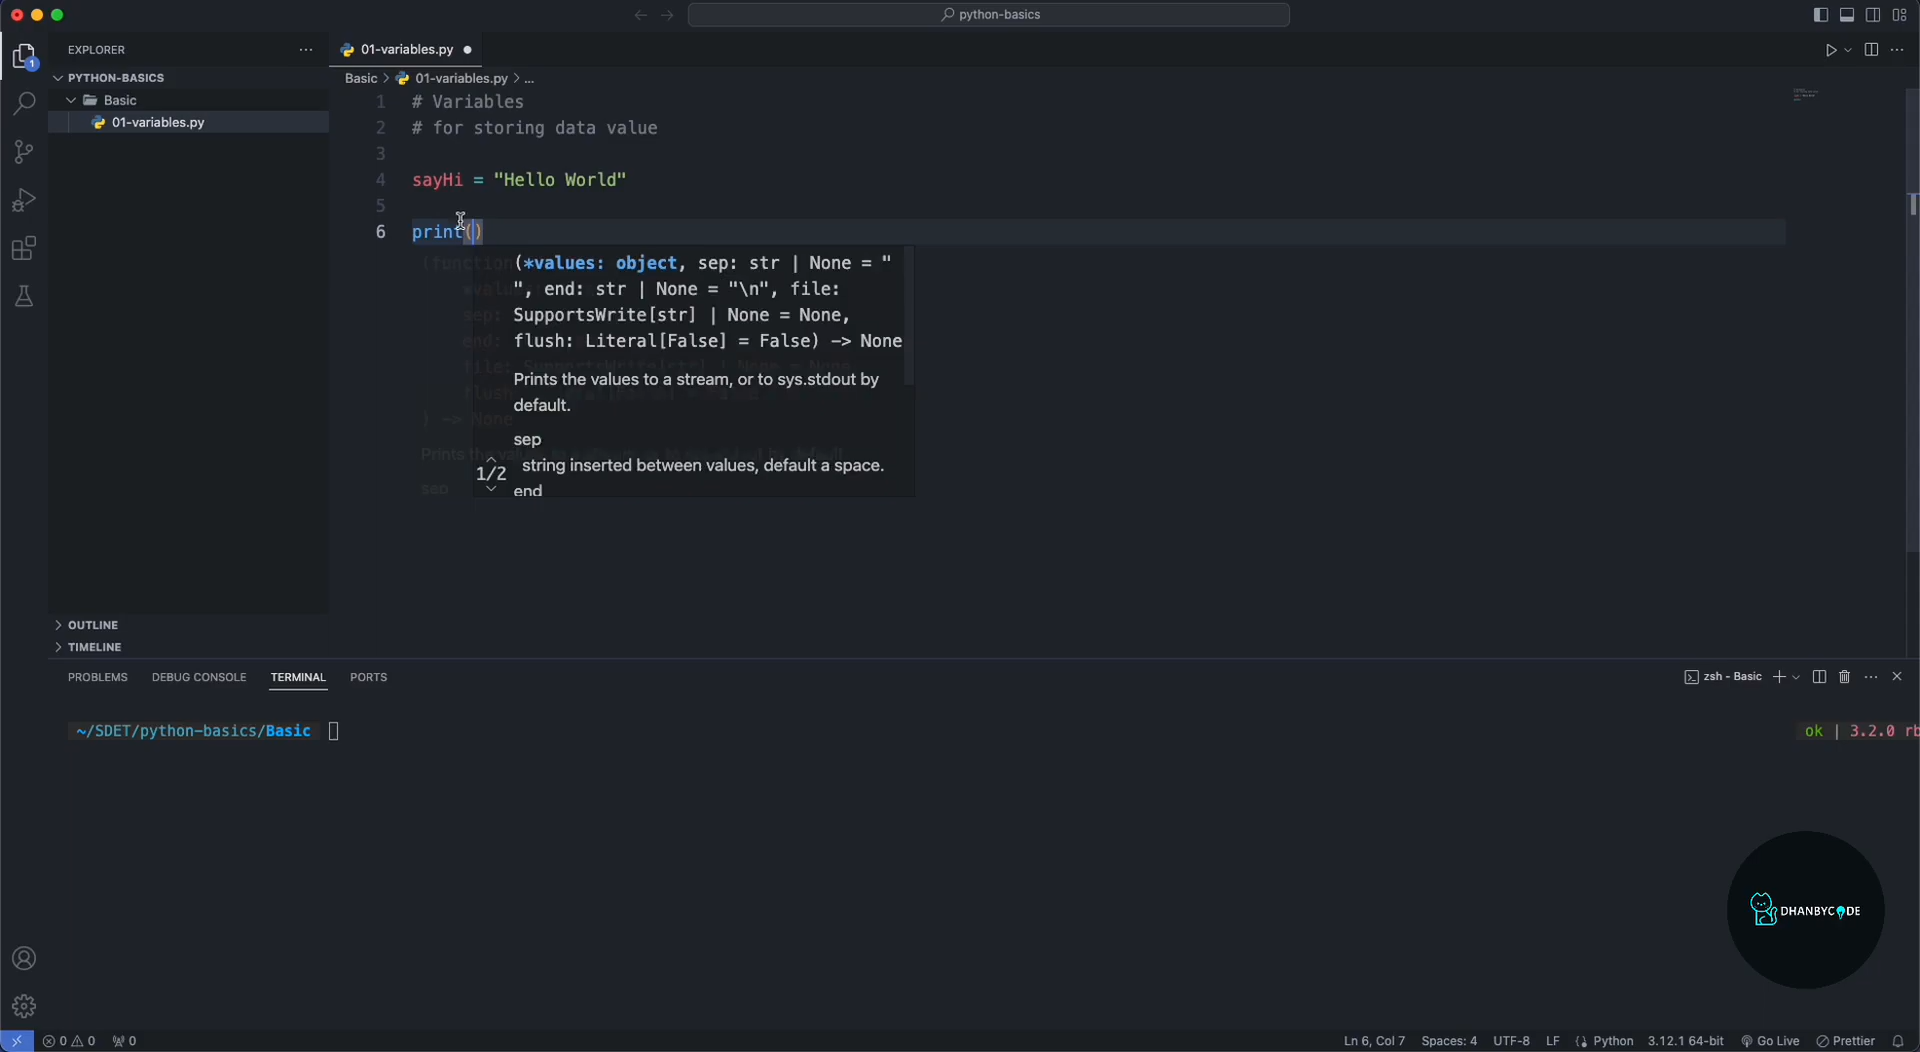 python-basics
EXPLORER
01-variables.py
PYTHON-BASICS
Basic > 01-variables.py > ...
Basic
1 # Variables
01-variables.py
2 # for storing data value
3
4 sayHi = "Hello World"
5
6 print()
(*values: object, sep: str | None = "
", end: str | None = "\n", file:
SupportsWrite[str] | None = None,
flush: Literal[False] = False) -> None
Prints the values to a stream, or to sys.stdout by
default.
sep
string inserted between values, default a space.
1/2
end
OUTLINE
TIMELINE
PROBLEMS DEBUG CONSOLE TERMINAL PORTS
zsh - Basic
~/SDET/python-basics/Basic
ok | 3.2.0 rb
DHANBYCODE
0 0 0
Ln 6, Col 7 Spaces: 4 UTF-8 LF Python 3.12.1 64-bit Go Live Prettier
1